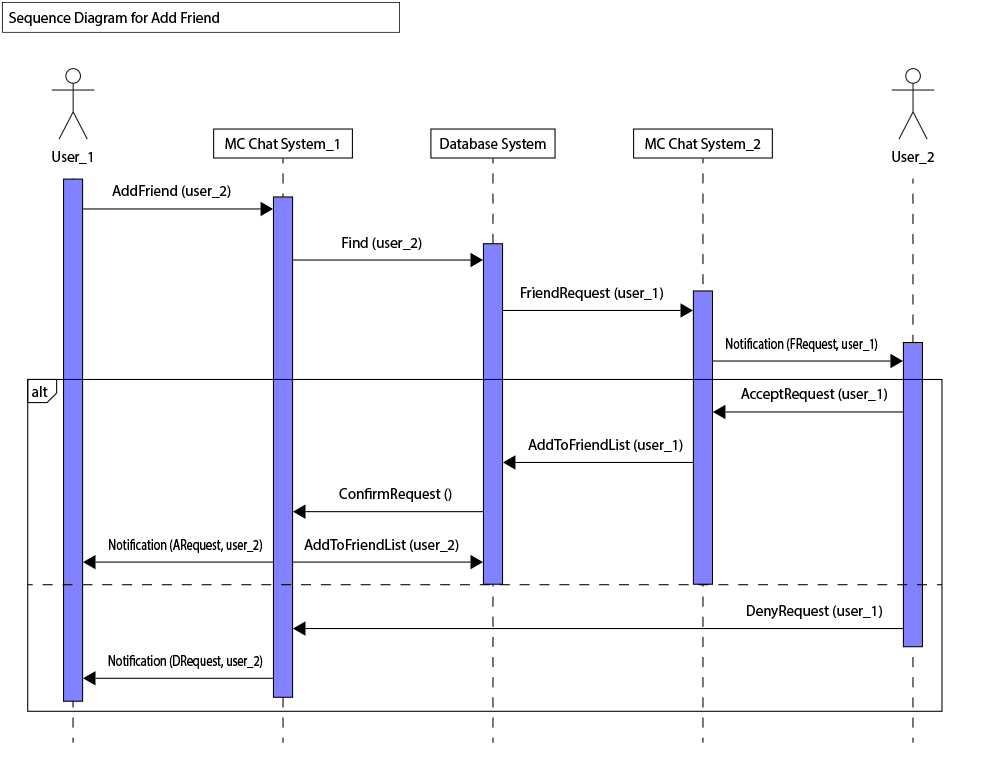 Sequence Diagram for Add Friend
User_1
MC Chat System_1
Database System
MC Chat System_2
User_2
AddFriend (user_2)
Find (user_2)
FriendRequest (user_1)
Notification (FRequest, user_1)
alt
AcceptRequest (user_1)
AddToFriendList (user_1)
ConfirmRequest ()
Notification (ARequest, user_2)
AddToFriendList (user_2)
DenyRequest (user_1)
Notification (DRequest, user_2)